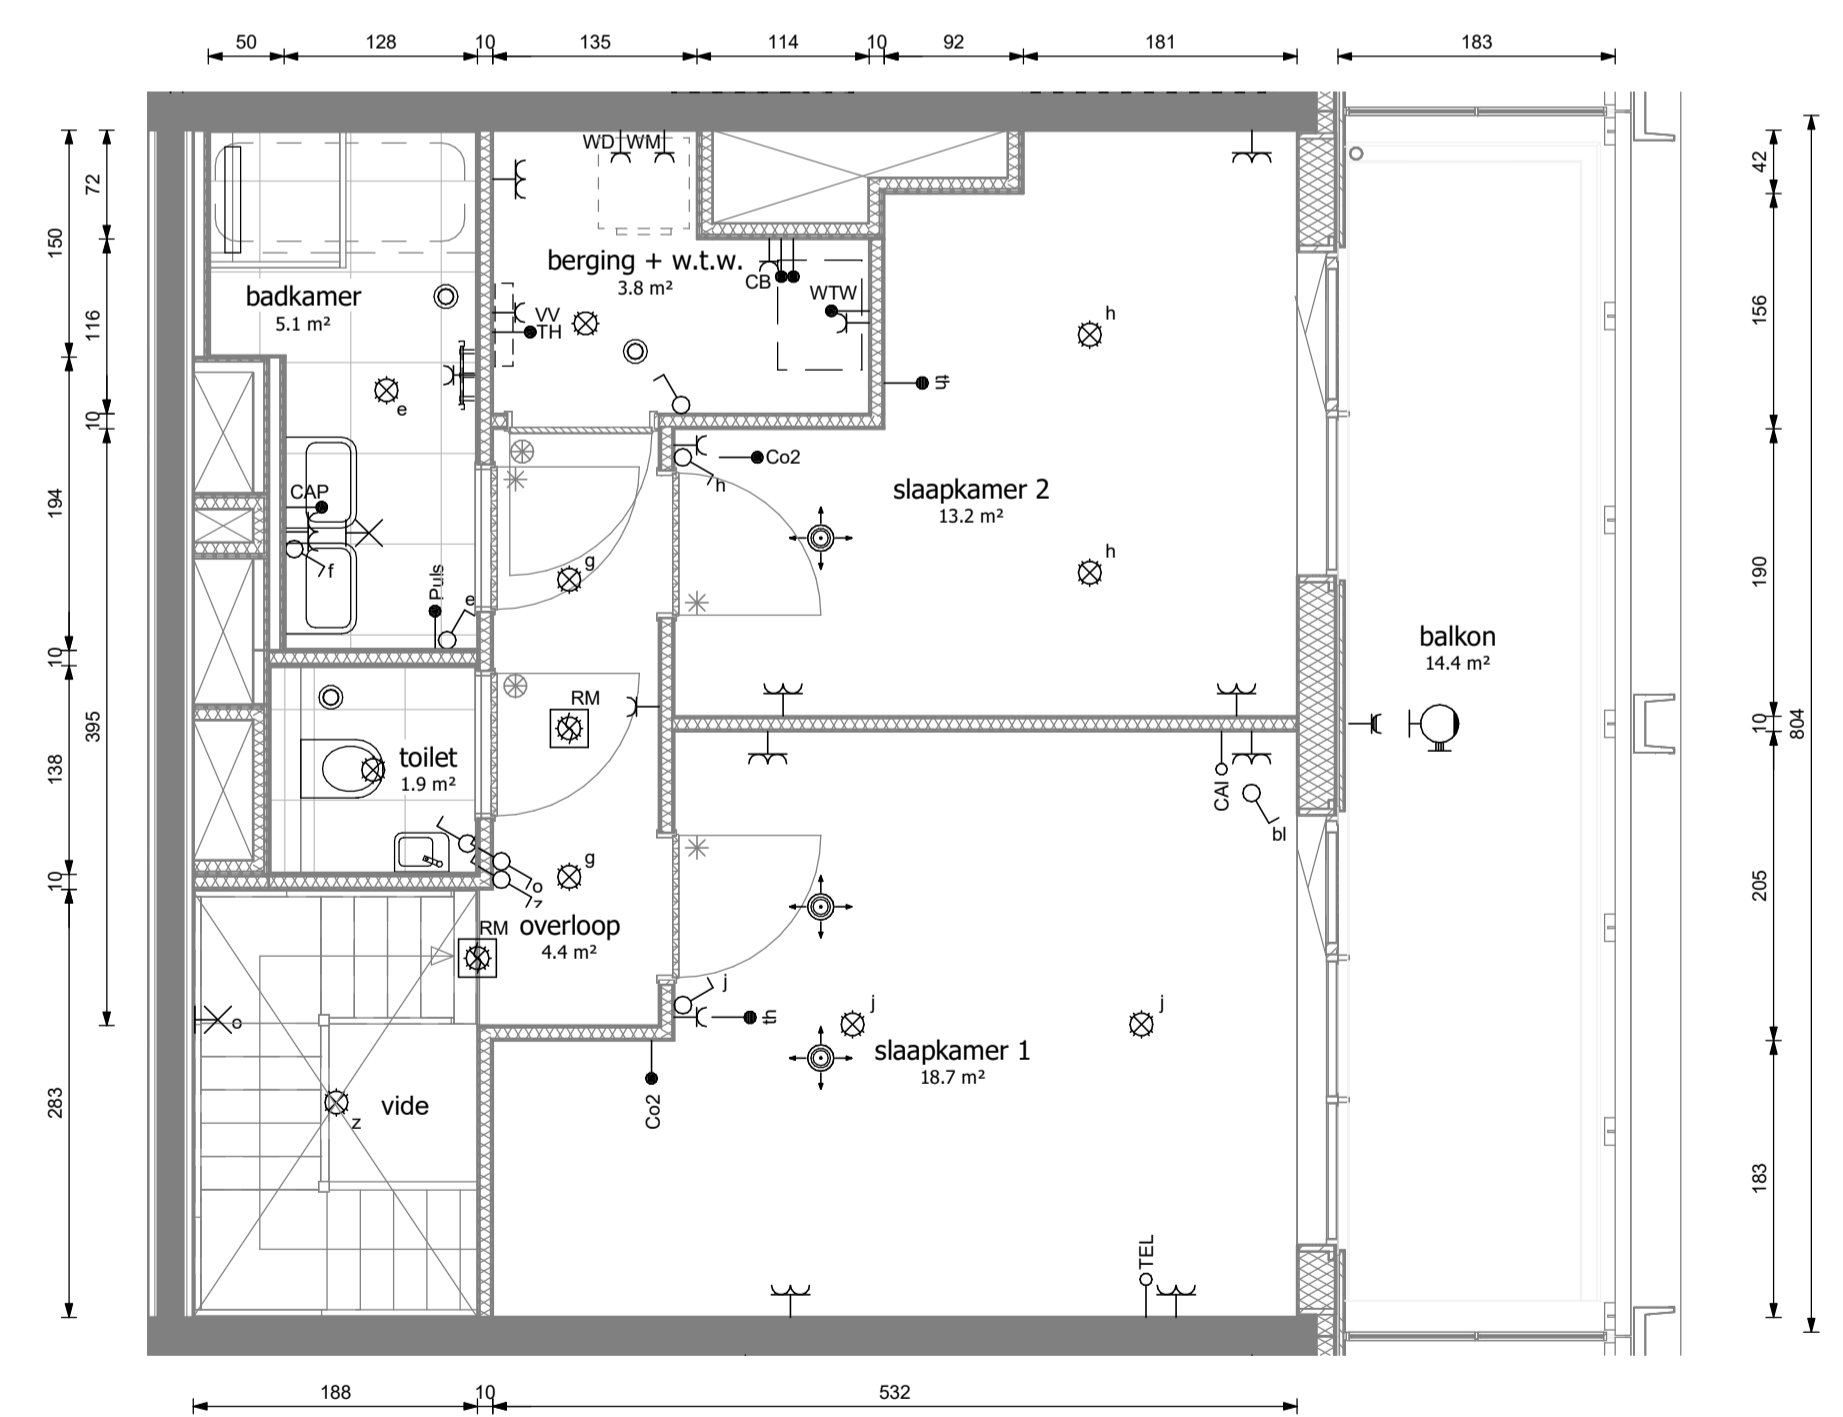 50 128 10 135 114 10 92 181 183
WD WM
72
42
150
berging + w.t.w.
3.8 m²
CB
WTW
badkamer
5.1 m²
VV
TH
h
116
156
th
e
10
Co2
h
slaapkamer 2
13.2 m²
CAP
194
f
g
h
Puls
e
190
10
balkon
14.4 m²
RM
395
10
804
toilet
1.9 m²
138
CAI
bl
g
o
z
10
205
RM
overloop
4.4 m²
j
th
j
j
o
slaapkamer 1
18.7 m²
283
Co2
vide
z
183
TEL
188 10 532